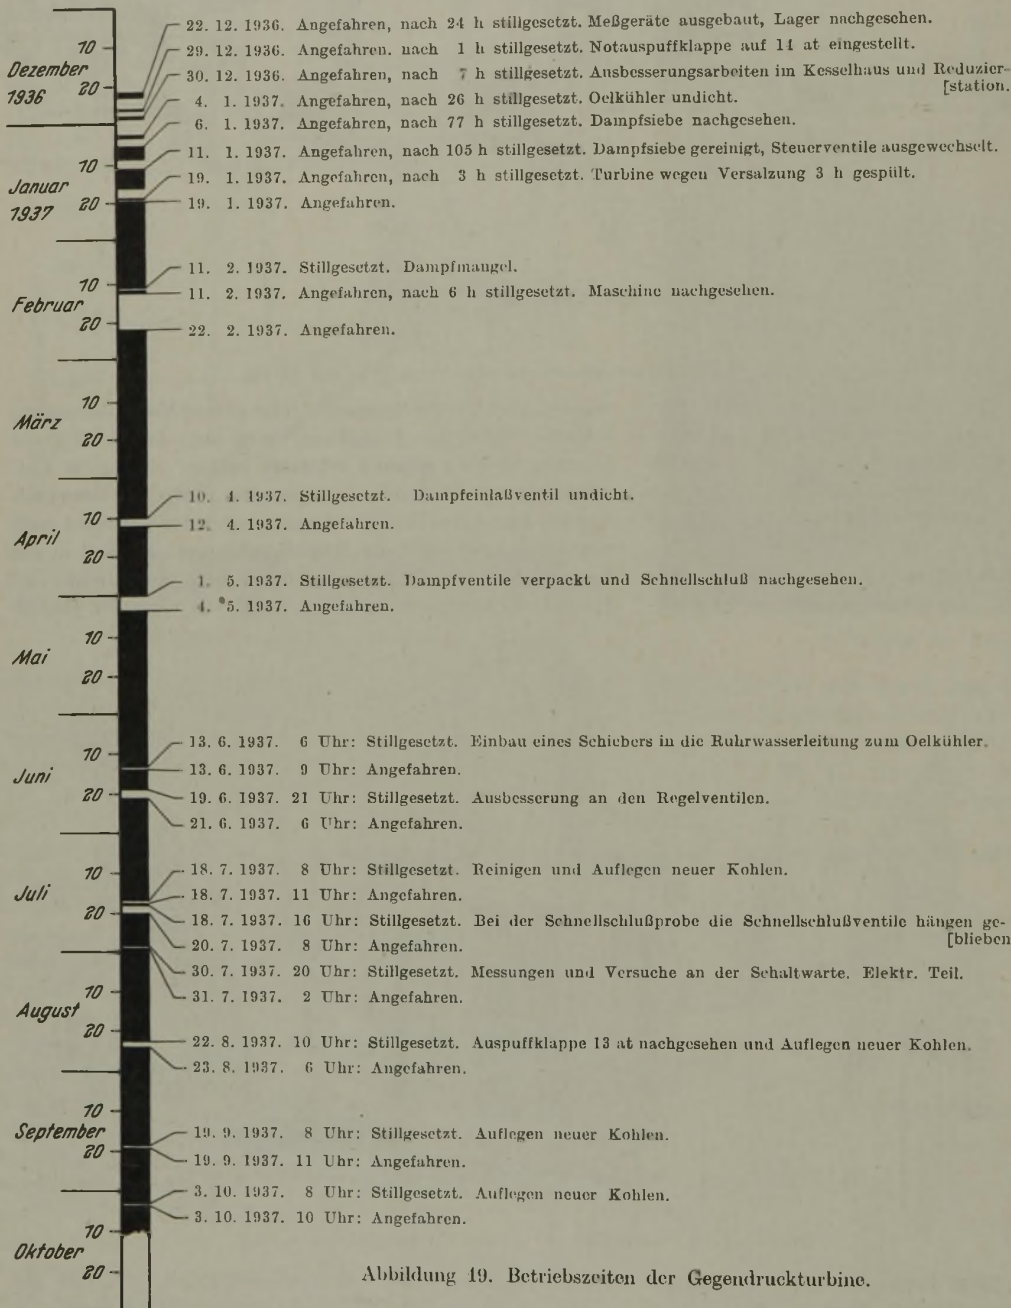 22. 12. 1936. Angefahren, nach 24 h stillgesetzt. Meßgeräte ausgebaut, Lager nachgesehen.
10
29. 12. 1936. Angefahren. nach 1 h stillgesetzt. Notauspuffklappe auf 14 at eingestellt.
Dezember
1936
20
30. 12. 1936. Angefahren, nach 7 h stillgesetzt. Ausbesserungsarbeiten im Kesselhaus und Reduzier-
[station.
4. 1. 1937. Angefahren, nach 26 h stillgesetzt. Oelkühler undicht.
6. 1. 1937. Angefahren, nach 77 h stillgesetzt. Dampfsiebe nachgesehen.
11. 1. 1937. Angefahren, nach 105 h stillgesetzt. Dampfsiebe gereinigt, Steuerventile ausgewechselt.
10
Januar
1937
19. 1. 1937. Angefahren, nach 3 h stillgesetzt. Turbine wegen Versalzung 3 h gespült.
20
19. 1. 1937. Angefahren.
11. 2. 1937. Stillgesetzt. Dampfmangel.
10
11. 2. 1937. Angefahren, nach 6 h stillgesetzt. Maschine nachgesehen.
Februar
20
22. 2. 1937. Angefahren.
10
März
20
10. 4. 1937. Stillgesetzt. Dampfeinlaßventil undicht.
10
12. 4. 1937. Angefahren.
April
20
1. 5. 1937. Stillgesetzt. Dampfventile verpackt und Schnellschluß nachgesehen.
4. 5. 1937. Angefahren.
10
Mai
20
13. 6. 1937. 6 Uhr: Stillgesetzt. Einbau eines Schiebers in die Ruhrwasserleitung zum Oelkühler.
10
13. 6. 1937. 9 Uhr: Angefahren.
Juni
20
19. 6. 1937. 21 Uhr: Stillgesetzt. Ausbesserung an den Regelventilen.
21. 6. 1937. 6 Uhr: Angefahren.
18. 7. 1937. 8 Uhr: Stillgesetzt. Reinigen und Auflegen neuer Kohlen.
10
Juli
18. 7. 1937. 11 Uhr: Angefahren.
20
18. 7. 1937. 16 Uhr: Stillgesetzt. Bei der Schnellschlußprobe die Schnellschlußventile hängen ge-
[blieben
20. 7. 1937. 8 Uhr: Angefahren.
30. 7. 1937. 20 Uhr: Stillgesetzt. Messungen und Versuche an der Schaltwarte. Elektr. Teil.
10
31. 7. 1937. 2 Uhr: Angefahren.
August
20
22. 8. 1937. 10 Uhr: Stillgesetzt. Auspuffklappe 13 at nachgesehen und Auflegen neuer Kohlen.
23. 8. 1937. 6 Uhr: Angefahren.
10
September
19. 9. 1937. 8 Uhr: Stillgesetzt. Auflegen neuer Kohlen.
20
19. 9. 1937. 11 Uhr: Angefahren.
3. 10. 1937. 8 Uhr: Stillgesetzt. Auflegen neuer Kohlen.
3. 10. 1937. 10 Uhr: Angefahren.
10
Oktober
20
Abbildung 19. Betriebszeiten der Gegendruckturbine.